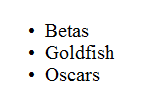 • Betas
• Goldfish
• Oscars